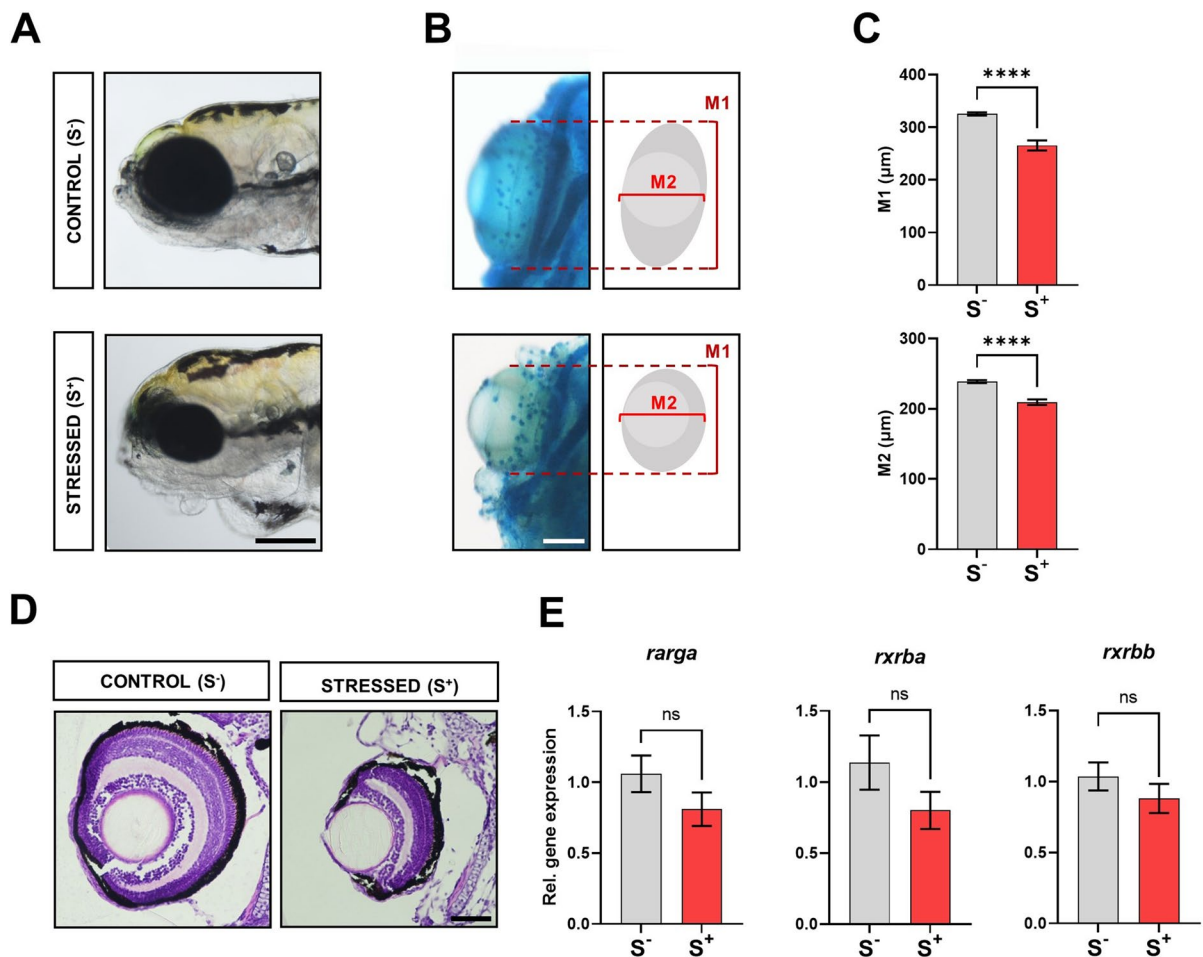 A
CONTROL (S-)
STRESSED (S+)
B
M1
M2
M1
M2
C
400
300
200
100
0
M1 (µm)
****
S-
S+
300
200
100
0
M2 (µm)
****
S-
S+
D
CONTROL (S-)
STRESSED (S+)
E
rarga
1.5
1.0
0.5
0.0
Rel. gene expression
ns
S-
S+
rxrba
1.5
1.0
0.5
0.0
ns
S-
S+
rxrbb
1.5
1.0
0.5
0.0
ns
S-
S+